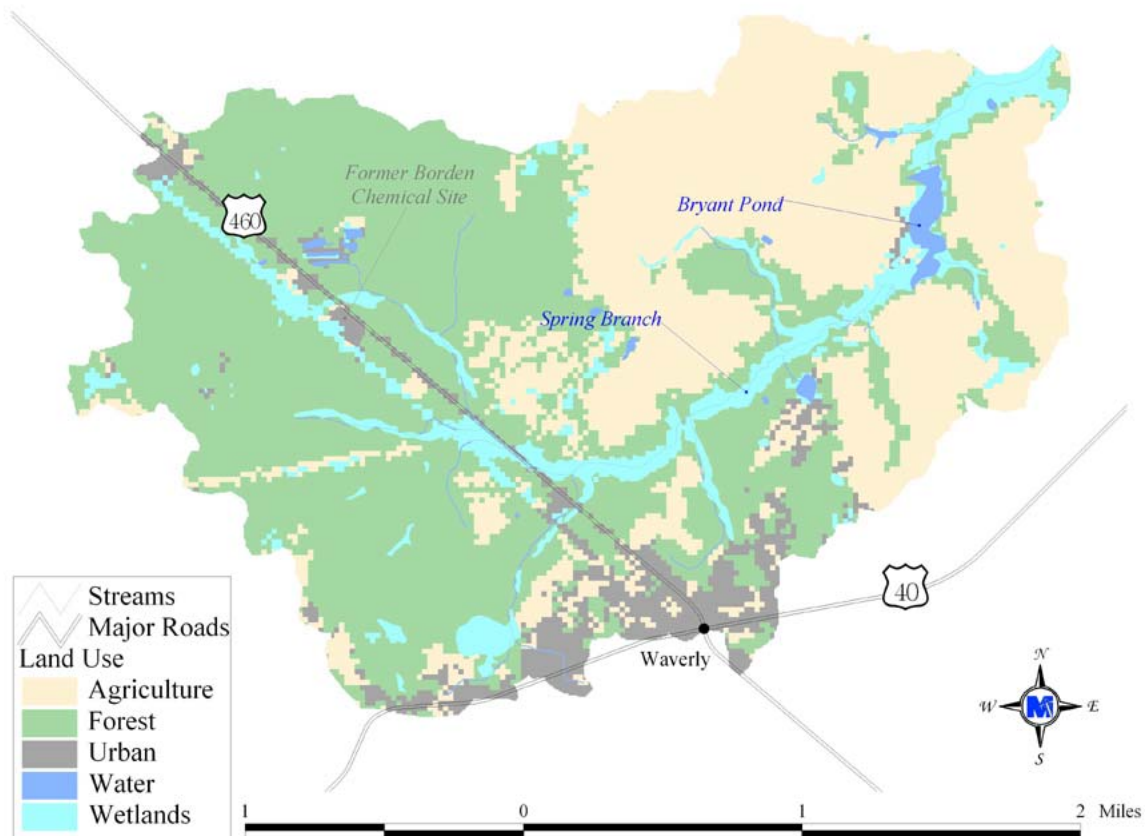 Former Borden
Chemical Site
460
Bryant Pond
Spring Branch
40
Waverly
Streams
Major Roads
Land Use
Agriculture
Forest
Urban
Water
Wetlands
N
W
M
E
S
1 0 1 2 Miles